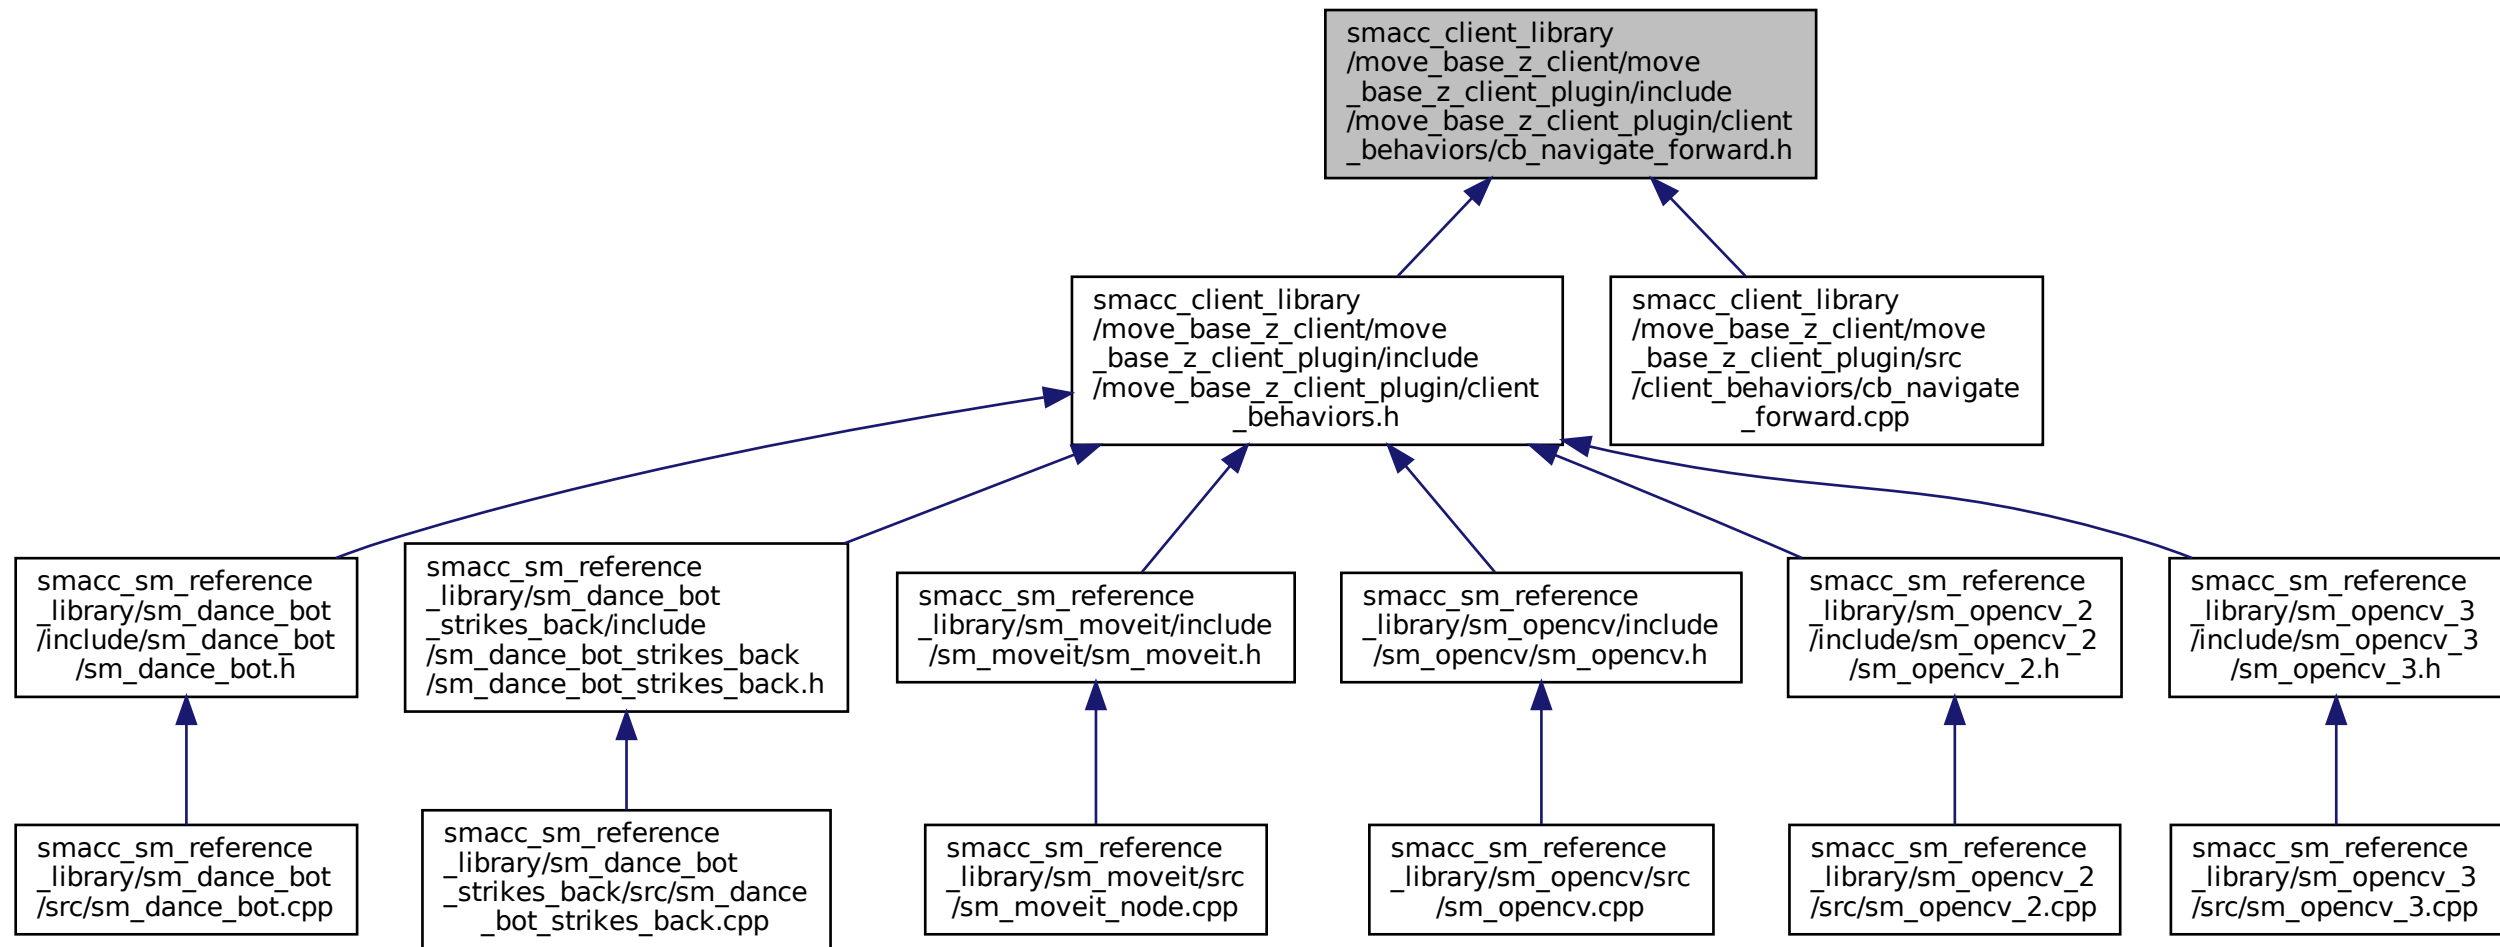 smacc_client_library
/move_base_z_client/move
_base_z_client_plugin/include
/move_base_z_client_plugin/client
_behaviors/cb_navigate_forward.h
smacc_client_library
/move_base_z_client/move
_base_z_client_plugin/include
/move_base_z_client_plugin/client
_behaviors.h
smacc_client_library
/move_base_z_client/move
_base_z_client_plugin/src
/client_behaviors/cb_navigate
_forward.cpp
smacc_sm_reference
_library/sm_dance_bot
/include/sm_dance_bot
/sm_dance_bot.h
smacc_sm_reference
_library/sm_dance_bot
_strikes_back/include
/sm_dance_bot_strikes_back
/sm_dance_bot_strikes_back.h
smacc_sm_reference
_library/sm_moveit/include
/sm_moveit/sm_moveit.h
smacc_sm_reference
_library/sm_opencv/include
/sm_opencv/sm_opencv.h
smacc_sm_reference
_library/sm_opencv_2
/include/sm_opencv_2
/sm_opencv_2.h
smacc_sm_reference
_library/sm_opencv_3
/include/sm_opencv_3
/sm_opencv_3.h
smacc_sm_reference
_library/sm_dance_bot
/src/sm_dance_bot.cpp
smacc_sm_reference
_library/sm_dance_bot
_strikes_back/src/sm_dance
_bot_strikes_back.cpp
smacc_sm_reference
_library/sm_moveit/src
/sm_moveit_node.cpp
smacc_sm_reference
_library/sm_opencv/src
/sm_opencv.cpp
smacc_sm_reference
_library/sm_opencv_2
/src/sm_opencv_2.cpp
smacc_sm_reference
_library/sm_opencv_3
/src/sm_opencv_3.cpp